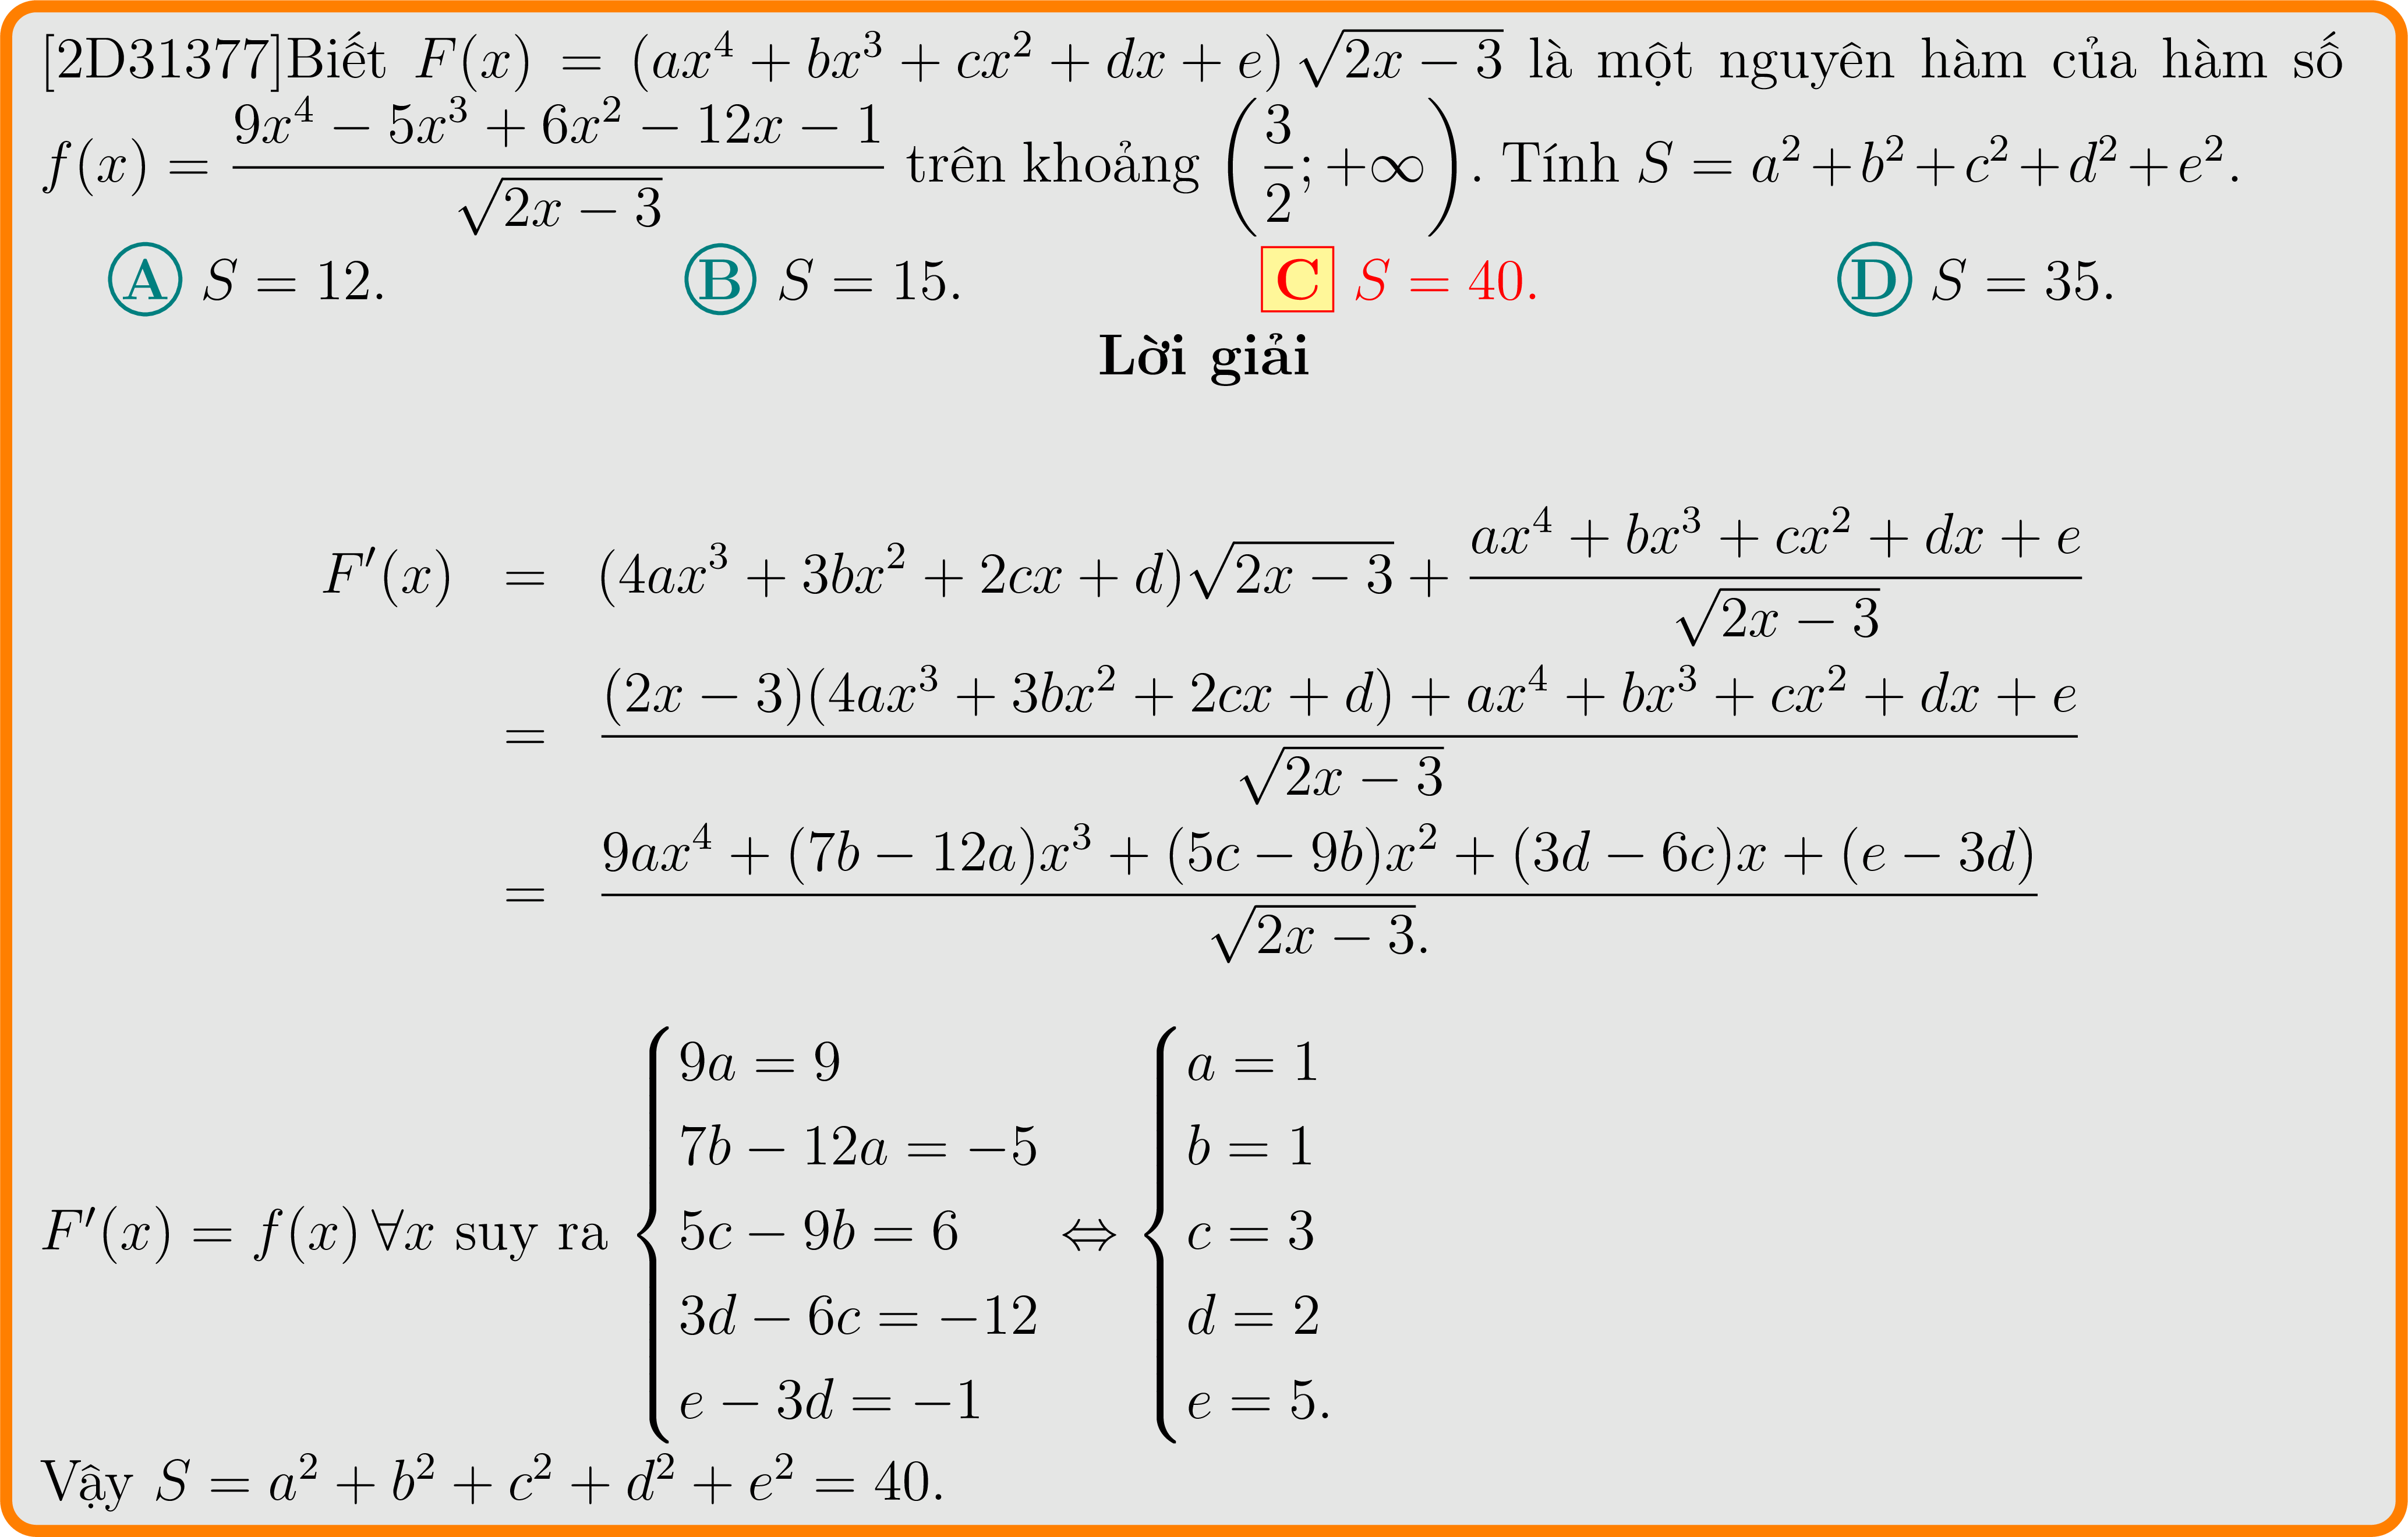 [2D31377]Biết $F(x) = (ax^4 + bx^3 + cx^2 + dx + e)\sqrt{2x-3}$ là một nguyên hàm của hàm số
$f(x) = \dfrac{9x^4 - 5x^3 + 6x^2 - 12x - 1}{\sqrt{2x-3}}$ trên khoảng $\left(\dfrac{3}{2}; +\infty\right)$. Tính $S = a^2 + b^2 + c^2 + d^2 + e^2$.
A $S = 12.$ B $S = 15.$ C $S = 40.$ D $S = 35.$
Lời giải
$F'(x) = (4ax^3 + 3bx^2 + 2cx + d)\sqrt{2x-3} + \dfrac{ax^4 + bx^3 + cx^2 + dx + e}{\sqrt{2x-3}}$
$= \dfrac{(2x-3)(4ax^3 + 3bx^2 + 2cx + d) + ax^4 + bx^3 + cx^2 + dx + e}{\sqrt{2x-3}}$
$= \dfrac{9ax^4 + (7b - 12a)x^3 + (5c - 9b)x^2 + (3d - 6c)x + (e - 3d)}{\sqrt{2x-3}.}$
$F'(x) = f(x)\,\forall x$ suy ra $\begin{cases} 9a = 9 \\ 7b - 12a = -5 \\ 5c - 9b = 6 \\ 3d - 6c = -12 \\ e - 3d = -1 \end{cases} \Leftrightarrow \begin{cases} a = 1 \\ b = 1 \\ c = 3 \\ d = 2 \\ e = 5. \end{cases}$
Vậy $S = a^2 + b^2 + c^2 + d^2 + e^2 = 40.$